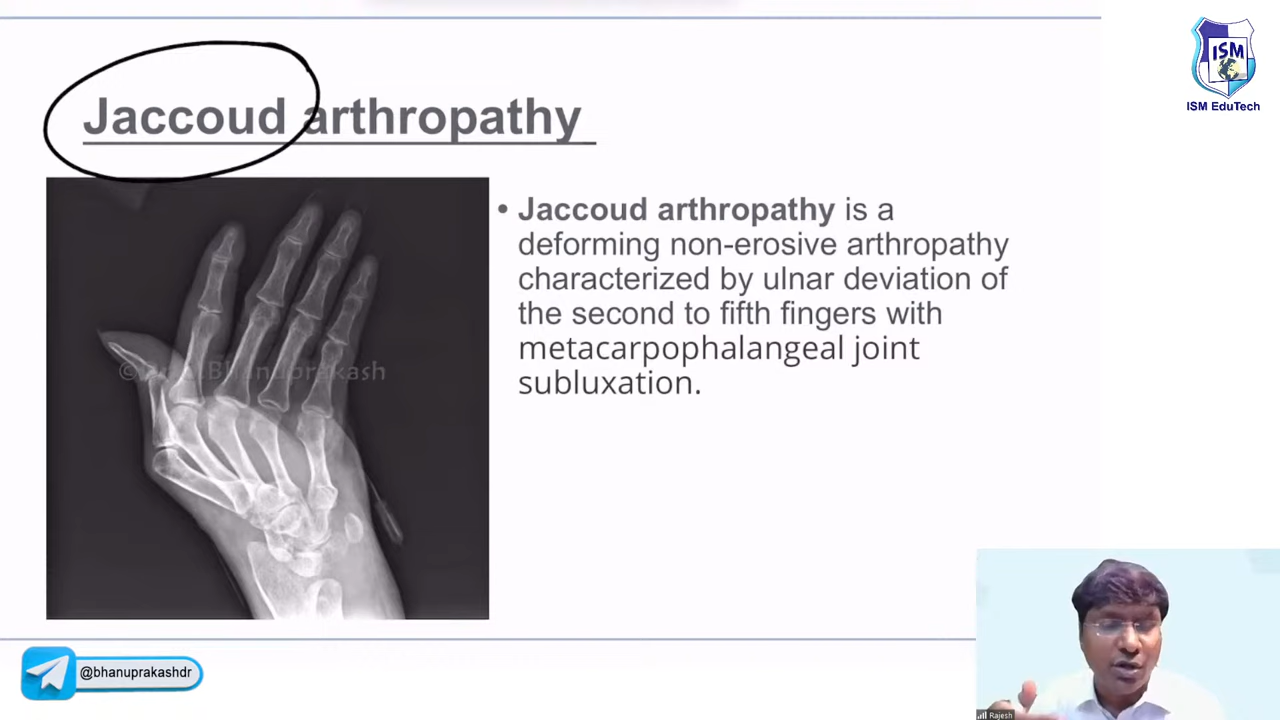 ISM
ISM EduTech
Jaccoud arthropathy
• Jaccoud arthropathy is a
deforming non-erosive arthropathy
characterized by ulnar deviation of
the second to fifth fingers with
metacarpophalangeal joint
subluxation.
@bhanuprakashdr
Rajesh